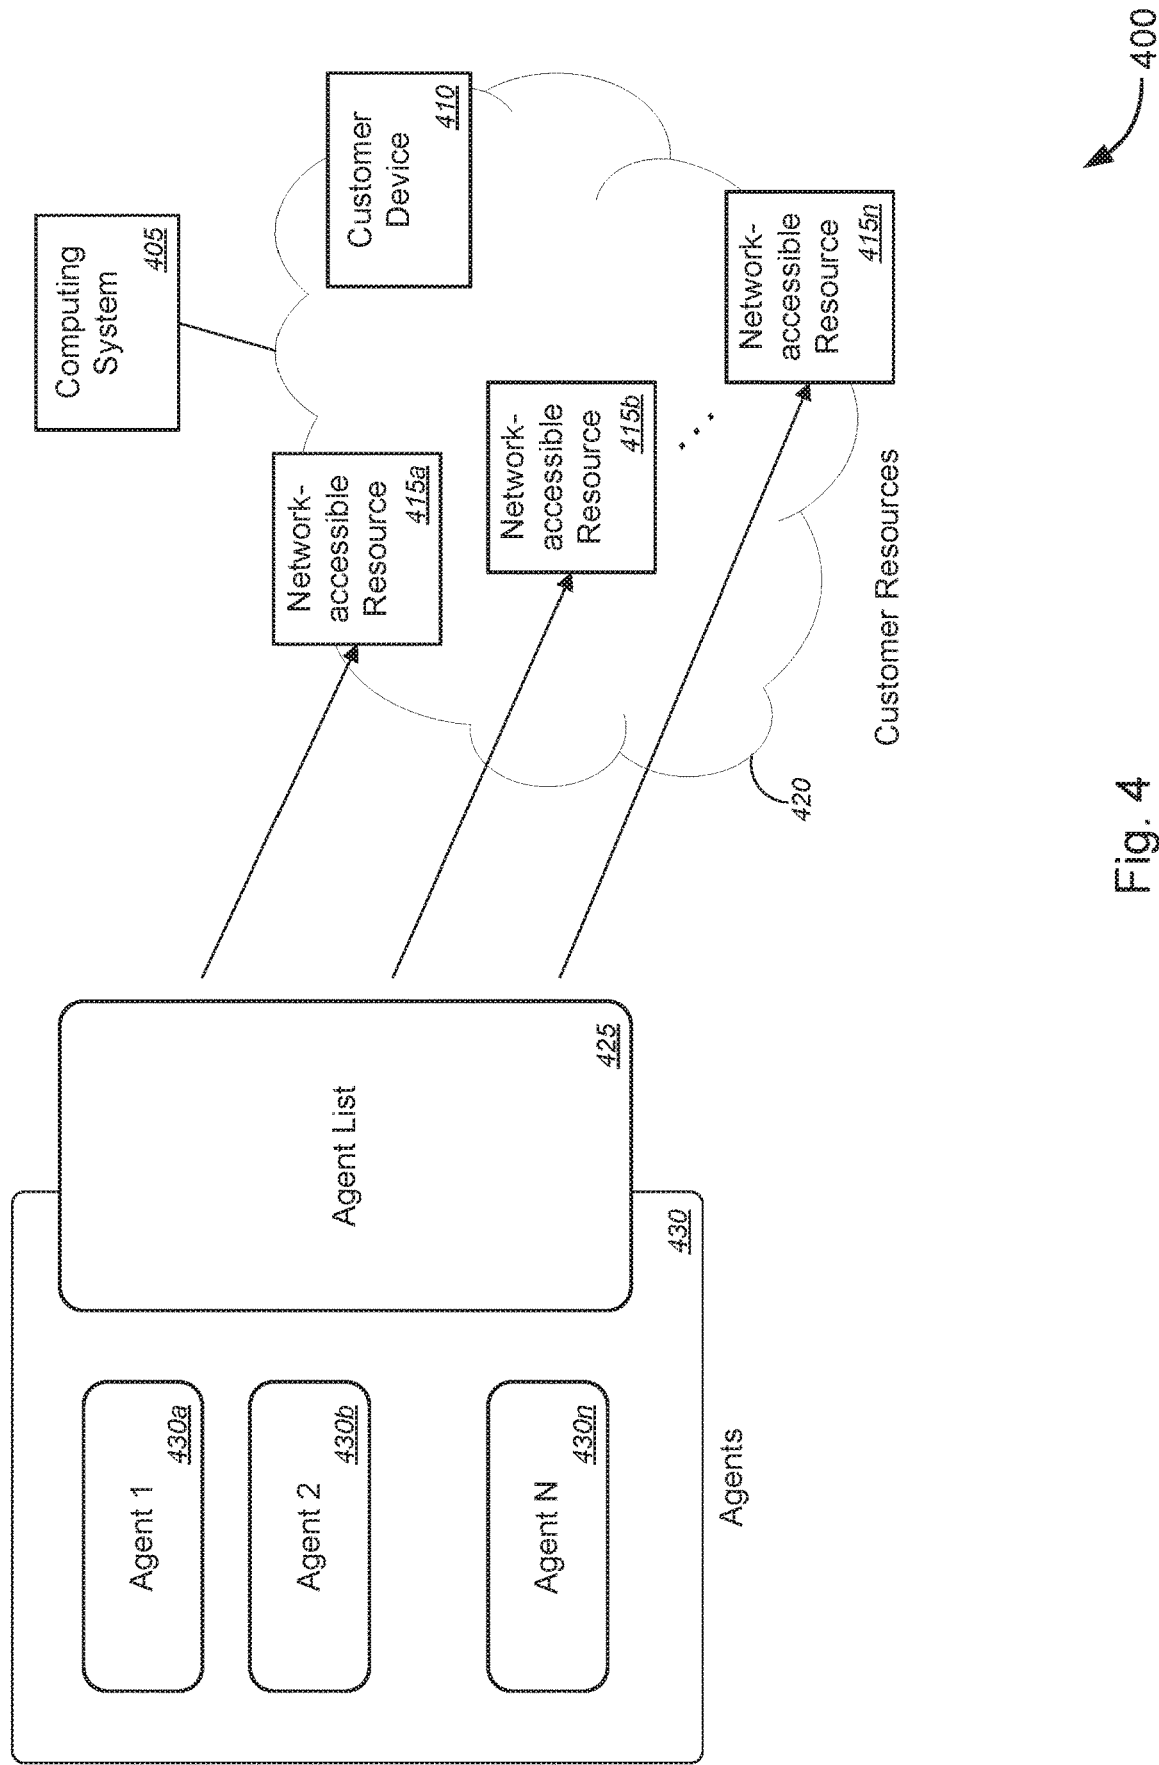 Agent 1
430a
Agent 2
430b
Agent N
430n
430
Agents
Agent List
425
Computing
System
405
Customer
Device
410
Network-
accessible
Resource
415a
Network-
accessible
Resource
415b
Network-
accessible
Resource
415n
420
Customer Resources
400
Fig. 4